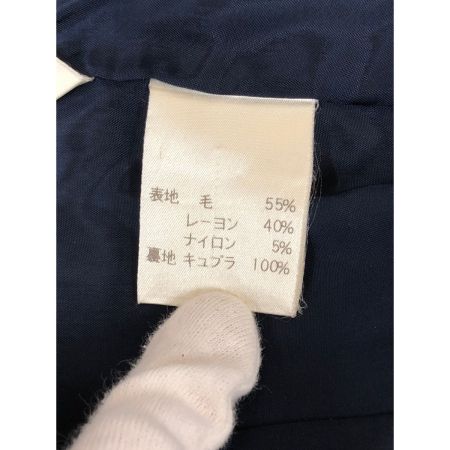 表地 毛 55%
レーヨン 40%
ナイロン 5%
裏地 キュプラ 100%